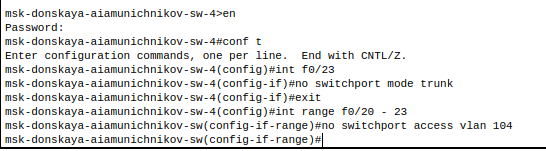 msk-donskaya-aiamunichnikov-sw-4>en
Password:
msk-donskaya-aiamunichnikov-sw-4#conf t
Enter configuration commands, one per line.  End with CNTL/Z.
msk-donskaya-aiamunichnikov-sw-4(config)#int f0/23
msk-donskaya-aiamunichnikov-sw-4(config-if)#no switchport mode trunk
msk-donskaya-aiamunichnikov-sw-4(config-if)#exit
msk-donskaya-aiamunichnikov-sw-4(config)#int range f0/20 - 23
msk-donskaya-aiamunichnikov-sw(config-if-range)#no switchport access vlan 104
msk-donskaya-aiamunichnikov-sw(config-if-range)#